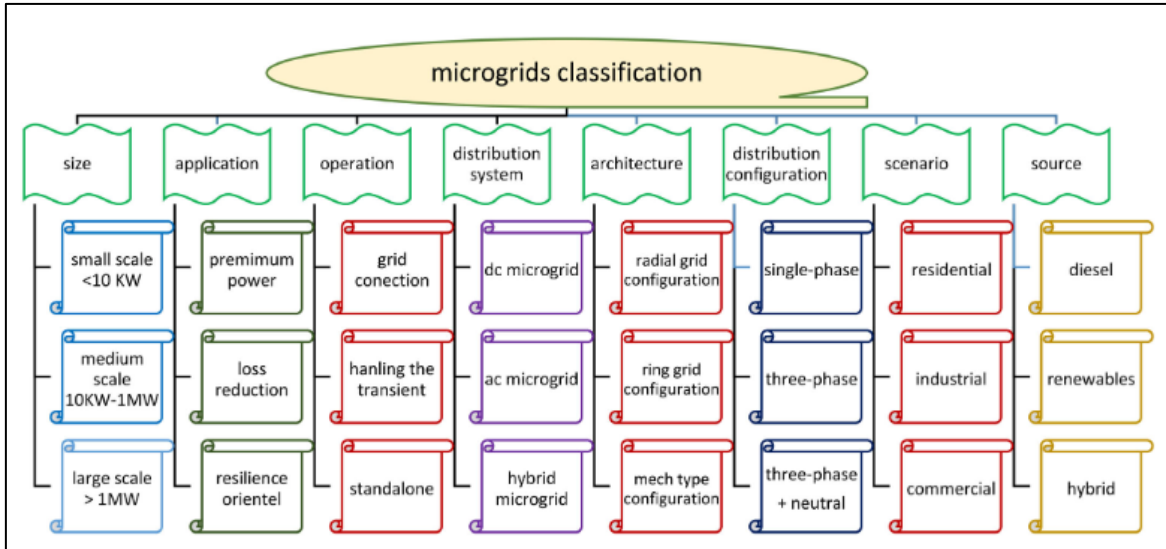 microgrids classification
size
application
operation
distribution
system
architecture
distribution
configuration
scenario
source
small scale
<10 KW
premimum
power
grid
conection
dc microgrid
radial grid
configuration
single-phase
residential
diesel
medium
scale
10KW-1MW
loss
reduction
hanling the
transient
ac microgrid
ring grid
configuration
three-phase
industrial
renewables
large scale
> 1MW
resilience
orientel
standalone
hybrid
microgrid
mech type
configuration
three-phase
+ neutral
commercial
hybrid